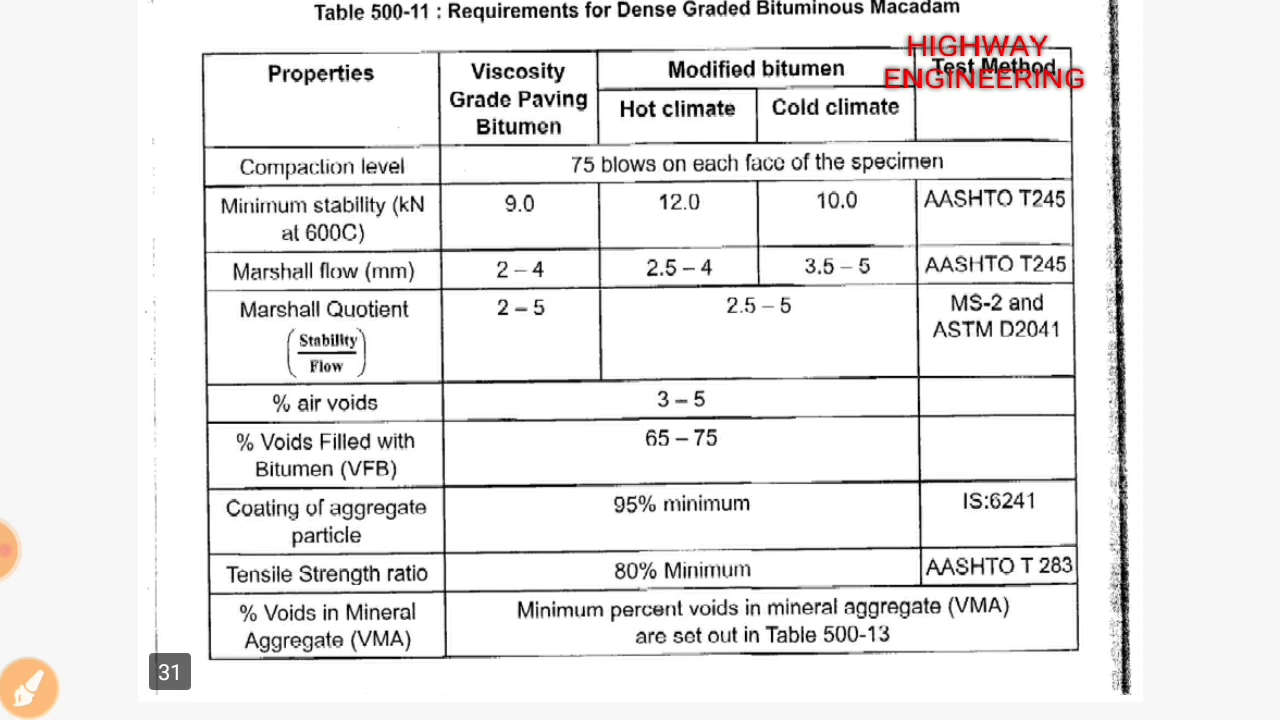 Table 500-11 : Requirements for Dense Graded Bituminous Macadam
HIGHWAY
ENGINEERING
Properties
Viscosity
Grade Paving
Bitumen
Modified bitumen
Hot climate
Cold climate
Test Method
Compaction level
75 blows on each face of the specimen
Minimum stability (kN
at 600C)
9.0
12.0
10.0
AASHTO T245
Marshall flow (mm)
2 – 4
2.5 – 4
3.5 – 5
AASHTO T245
Marshall Quotient
(Stability
Flow)
2 – 5
2.5 – 5
MS-2 and
ASTM D2041
% air voids
3 – 5
% Voids Filled with
Bitumen (VFB)
65 – 75
Coating of aggregate
particle
95% minimum
IS:6241
Tensile Strength ratio
80% Minimum
AASHTO T 283
% Voids in Mineral
Aggregate (VMA)
Minimum percent voids in mineral aggregate (VMA)
are set out in Table 500-13
31